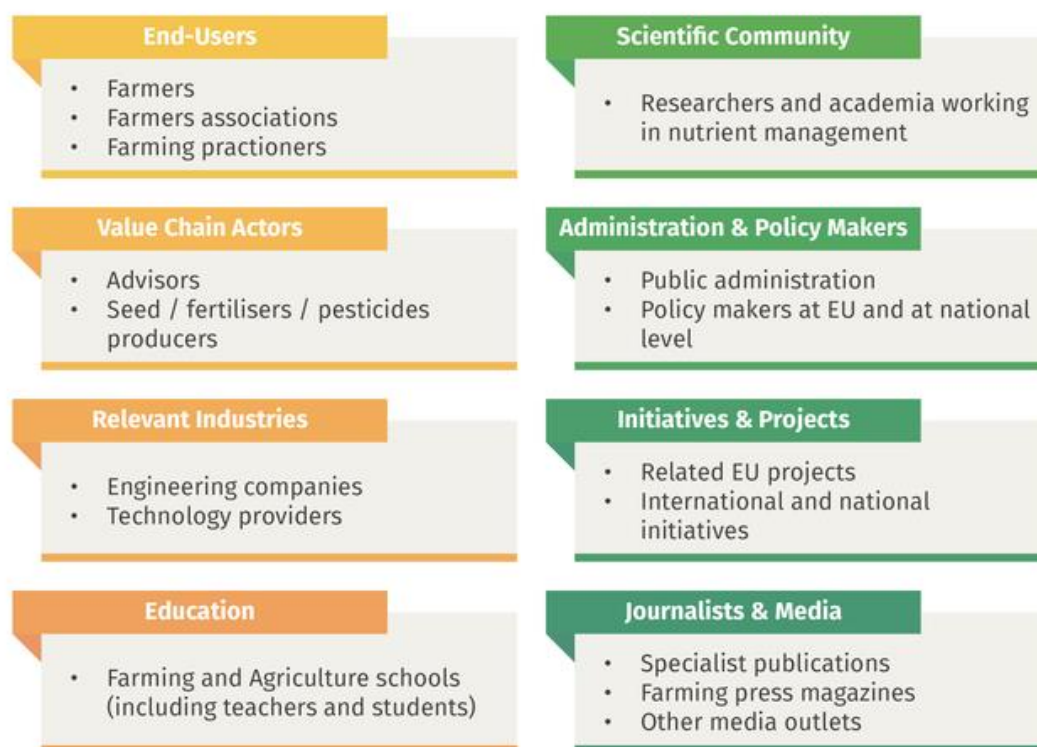 End-Users
• Farmers
• Farmers associations
• Farming practioners
Value Chain Actors
• Advisors
• Seed / fertilisers / pesticides
producers
Relevant Industries
• Engineering companies
• Technology providers
Education
• Farming and Agriculture schools
(including teachers and students)
Scientific Community
• Researchers and academia working
in nutrient management
Administration & Policy Makers
• Public administration
• Policy makers at EU and at national
level
Initiatives & Projects
• Related EU projects
• International and national
initiatives
Journalists & Media
• Specialist publications
• Farming press magazines
• Other media outlets